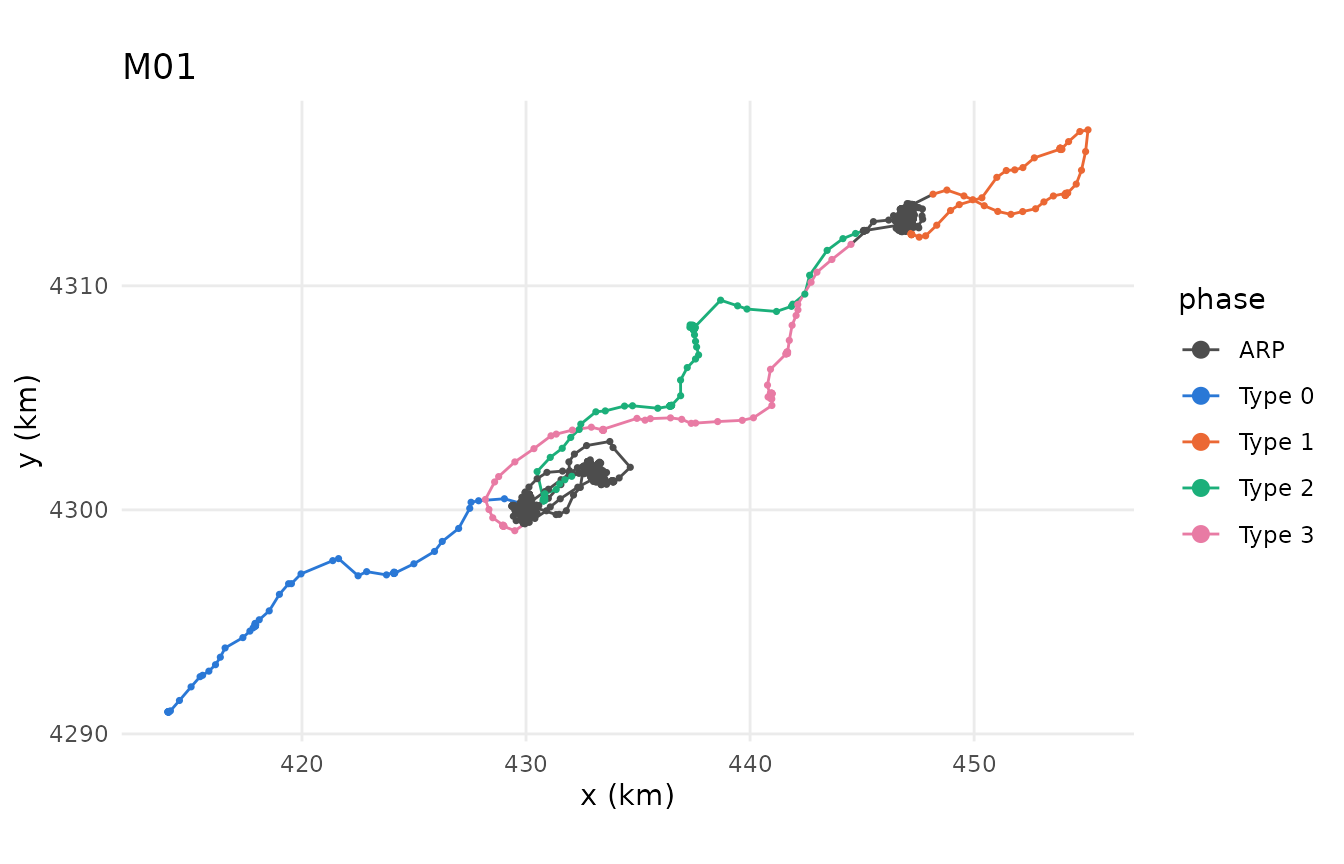 M01
y (km)
4310
4300
4290
420 430 440 450
x (km)
phase
ARP
Type 0
Type 1
Type 2
Type 3